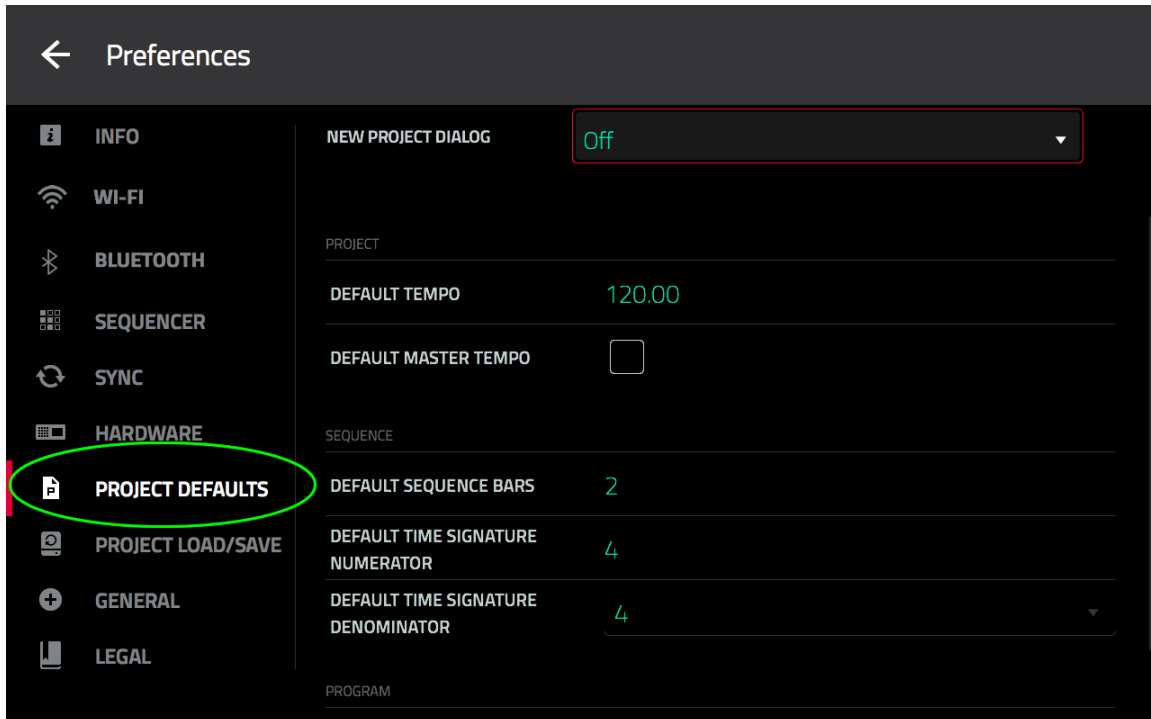 Preferences
INFO
WI-FI
BLUETOOTH
SEQUENCER
SYNC
HARDWARE
PROJECT DEFAULTS
PROJECT LOAD/SAVE
GENERAL
LEGAL
NEW PROJECT DIALOG
Off
PROJECT
DEFAULT TEMPO
120.00
DEFAULT MASTER TEMPO
SEQUENCE
DEFAULT SEQUENCE BARS
2
DEFAULT TIME SIGNATURE
NUMERATOR
4
DEFAULT TIME SIGNATURE
DENOMINATOR
4
PROGRAM